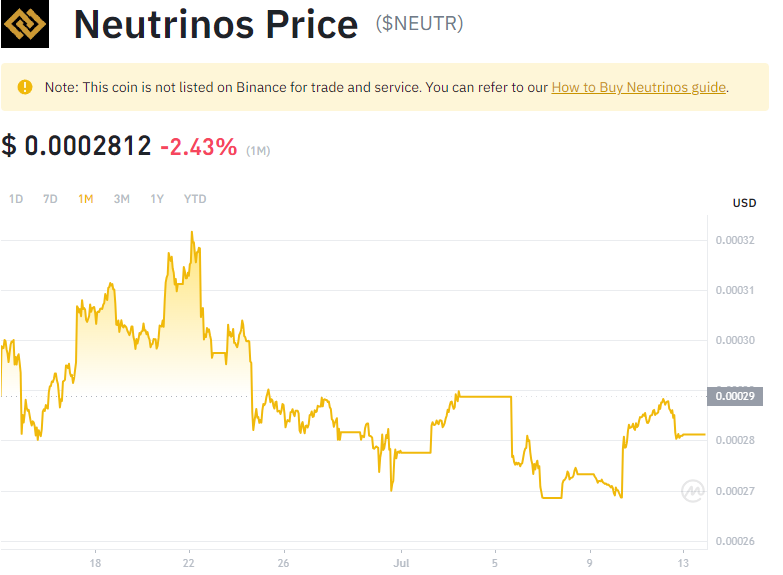 Neutrinos Price ($NEUTR)
Note: This coin is not listed on Binance for trade and service. You can refer to our How to Buy Neutrinos guide.
$ 0.0002812 -2.43% (1M)
1D 7D 1M 3M 1Y YTD
USD
0.00032
0.00031
0.00030
0.00029
0.00028
0.00027
0.00026
18 22 26 Jul 5 9 13